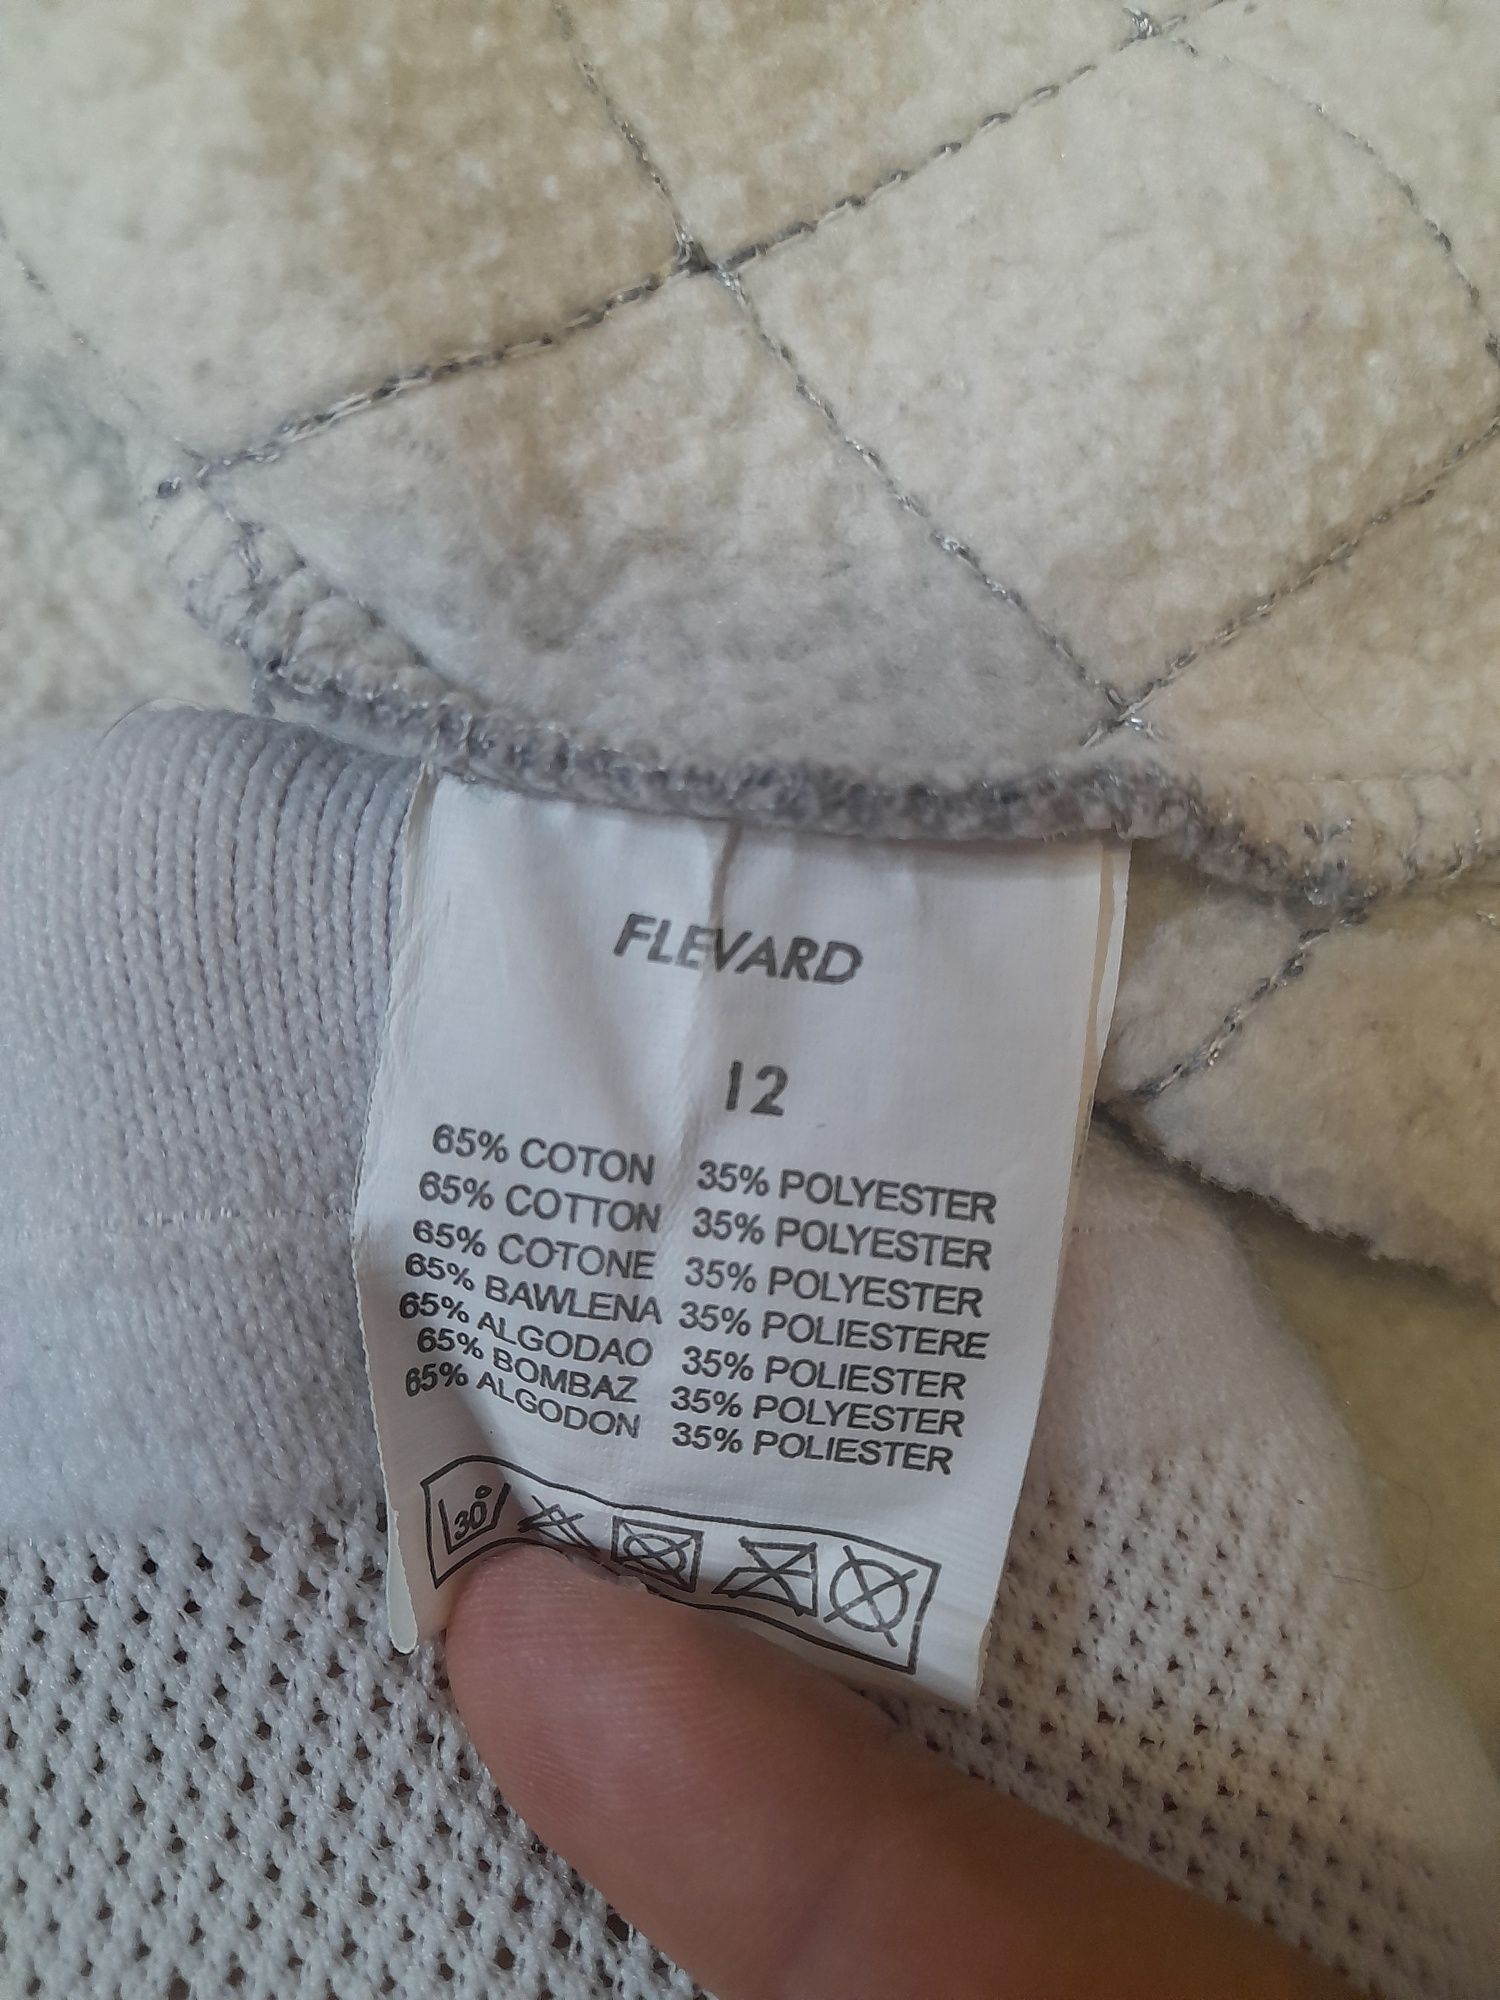 FLEVARD
12
65% COTON 35% POLYESTER
65% COTTON 35% POLYESTER
65% COTONE 35% POLYESTER
65% BAWLENA 35% POLIESTERE
65% ALGODAO 35% POLIESTER
65% BOMBAZ 35% POLYESTER
65% ALGODON 35% POLIESTER
30°